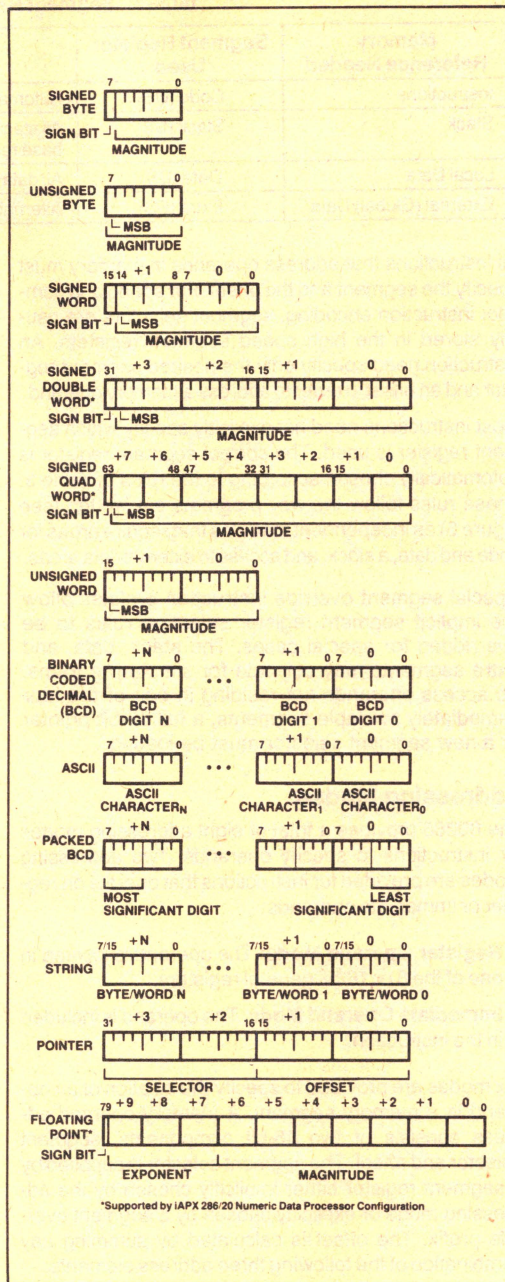 7 0
SIGNED BYTE
SIGN BIT MAGNITUDE
7 0
UNSIGNED BYTE
MSB
MAGNITUDE
15 14 +1 8 7 0 0
SIGNED WORD
SIGN BIT MSB
MAGNITUDE
31 +3 +2 16 15 +1 0 0
SIGNED DOUBLE WORD*
SIGN BIT MSB
MAGNITUDE
+7 +6 +5 +4 +3 +2 +1 0
63 48 47 32 31 16 15 0
SIGNED QUAD WORD*
SIGN BIT MSB
MAGNITUDE
15 +1 0 0
UNSIGNED WORD
MSB
MAGNITUDE
7 +N 0 7 +1 0 7 0 0
BINARY CODED DECIMAL (BCD)
BCD DIGIT N BCD DIGIT 1 BCD DIGIT 0
7 +N 0 7 +1 0 7 0 0
ASCII
ASCII CHARACTERN ASCII CHARACTER1 ASCII CHARACTER0
7 +N 0 7 +1 0 7 0 0
PACKED BCD
MOST SIGNIFICANT DIGIT LEAST SIGNIFICANT DIGIT
7/15 +N 0 7/15 +1 0 7/15 0 0
STRING
BYTE/WORD N BYTE/WORD 1 BYTE/WORD 0
31 +3 +2 16 15 +1 0 0
POINTER
SELECTOR OFFSET
79 +9 +8 +7 +6 +5 +4 +3 +2 +1 0 0
FLOATING POINT*
SIGN BIT
EXPONENT MAGNITUDE
*Supported by iAPX 286/20 Numeric Data Processor Configuration